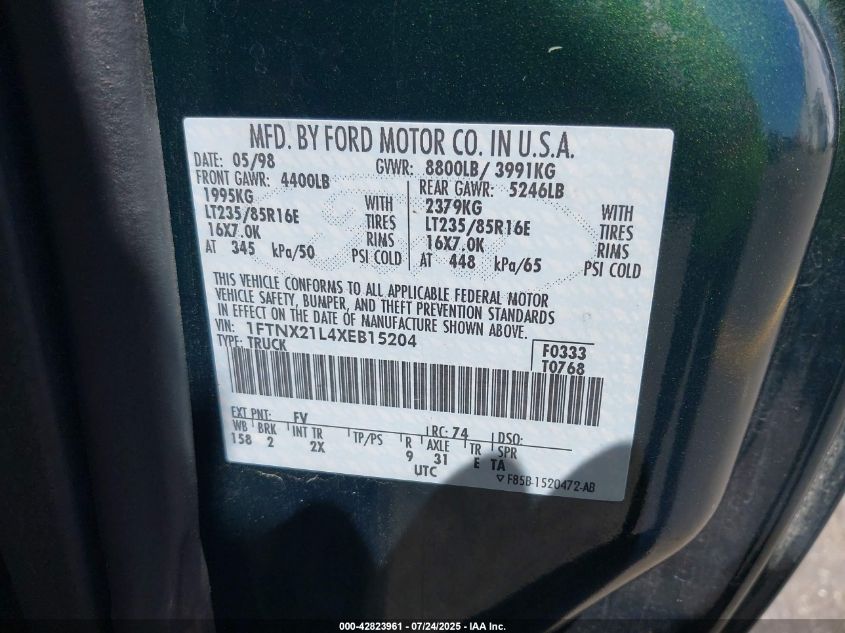 MFD. BY FORD MOTOR CO. IN U.S.A.
DATE: 05/98 GVWR: 8800LB/ 3991KG
FRONT GAWR: 4400LB REAR GAWR: 5246LB
1995KG WITH 2379KG WITH
LT235/85R16E TIRES LT235/85R16E TIRES
16X7.0K RIMS 16X7.0K RIMS
AT 345 kPa/50 PSI COLD AT 448 kPa/65 PSI COLD
THIS VEHICLE CONFORMS TO ALL APPLICABLE FEDERAL MOTOR
VEHICLE SAFETY, BUMPER, AND THEFT PREVENTION STANDARDS
IN EFFECT ON THE DATE OF MANUFACTURE SHOWN ABOVE.
VIN: 1FTNX21L4XEB15204
TYPE: TRUCK F0333
T0768
EXT PNT: FV RC: 74 DSO:
WB BRK INT TR TP/PS R AXLE TR SPR
158 2 2X 9 31 E TA
UTC
▽ F85B-1520472-AB
000-42823961 - 07/24/2025 - IAA Inc.